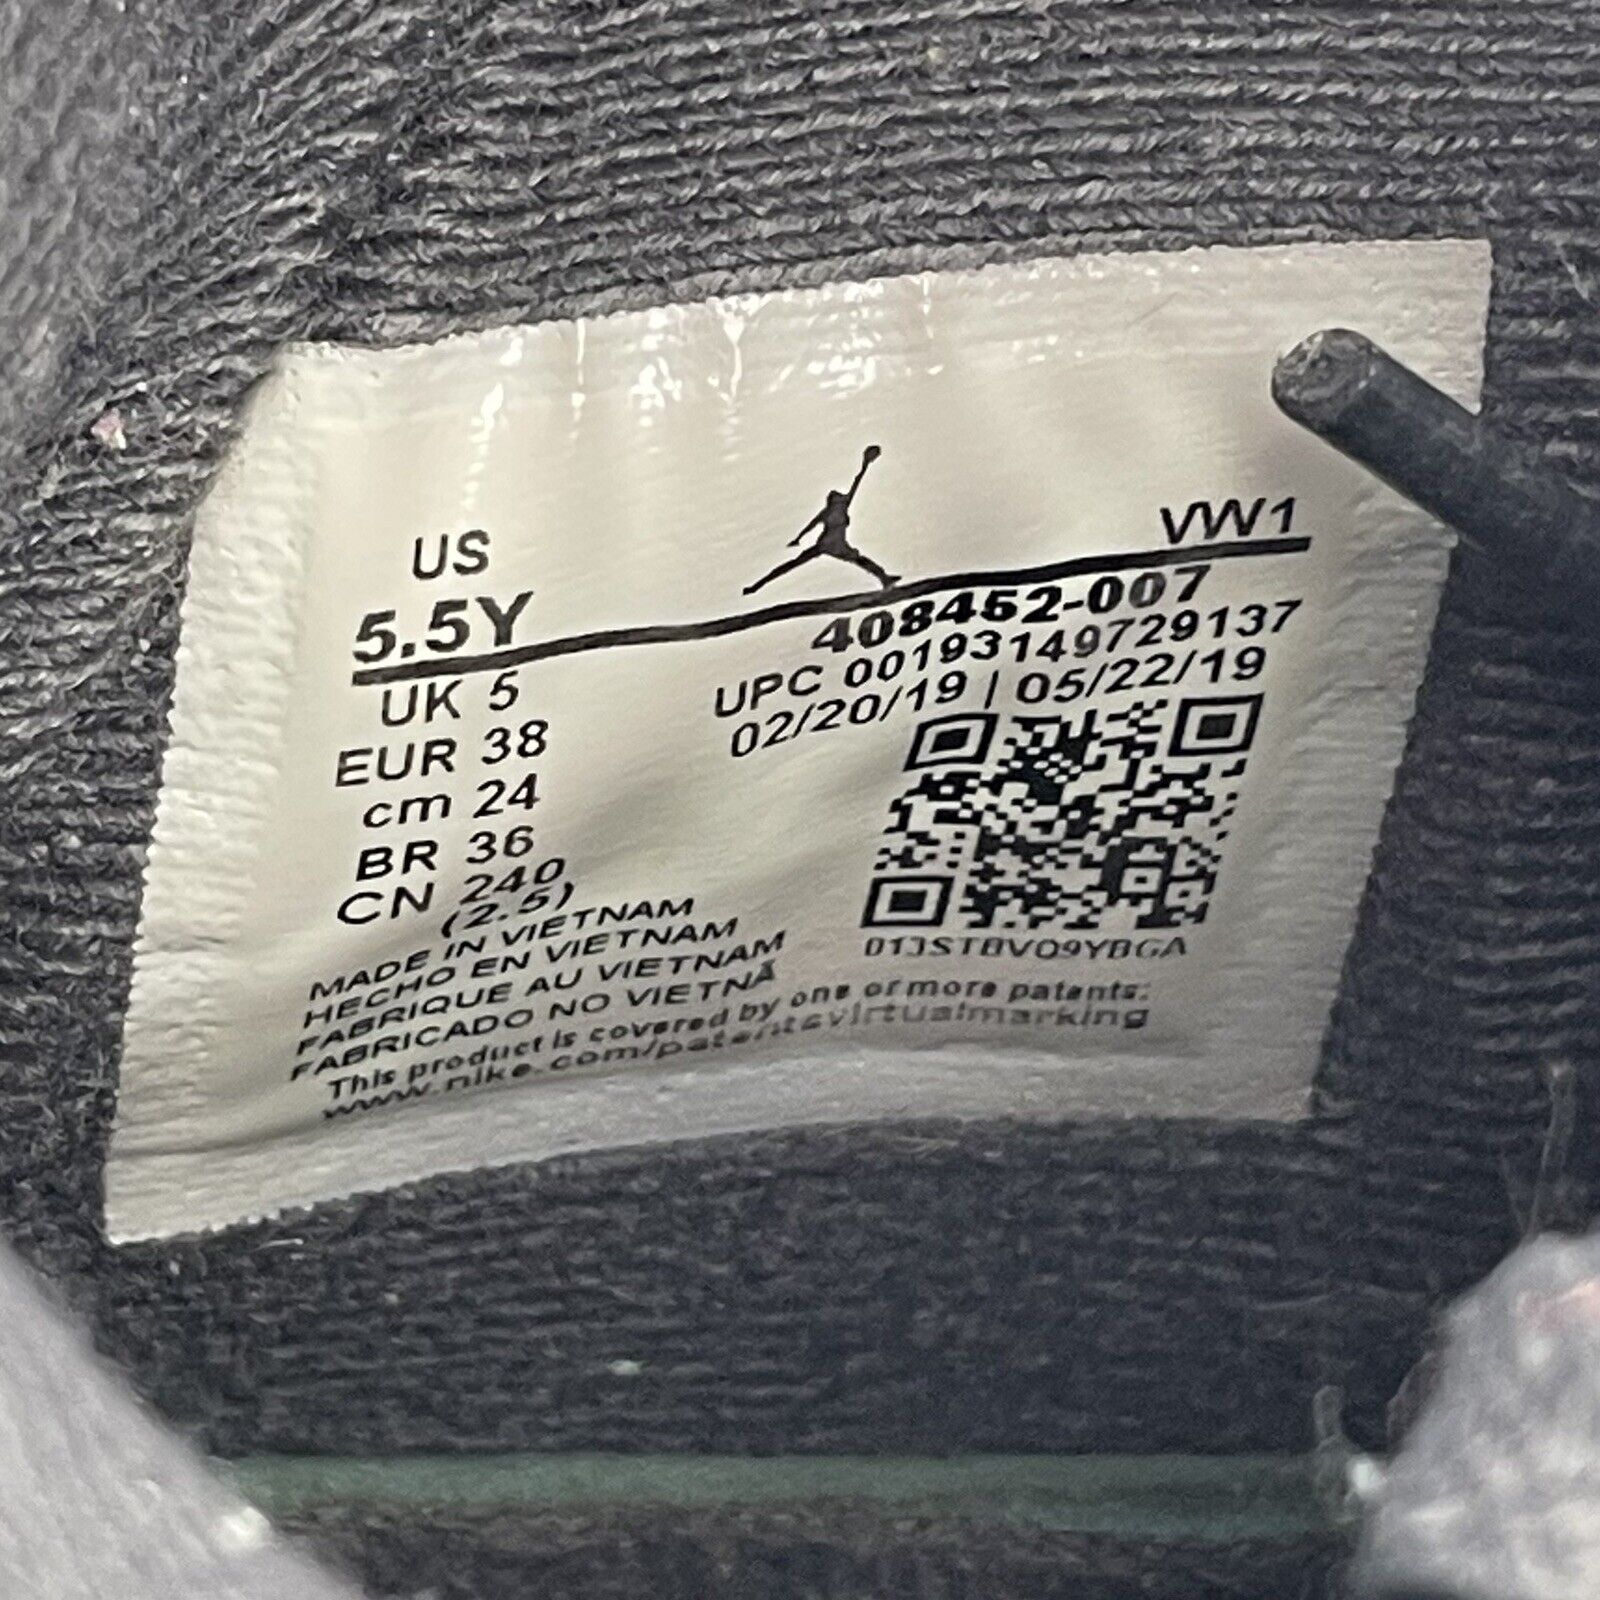 US
VW1
5.5Y
408452-007
UK 5
UPC 00193149729137
EUR 38
02/20/19 | 05/22/19
cm 24
BR 36
CN 240
(2.5)
MADE IN VIETNAM
HECHO EN VIETNAM
FABRIQUE AU VIETNAM
FABRICADO NO VIETNÃ
This product is covered by one or more patents:
www.nike.com/patentsvirtualmarking